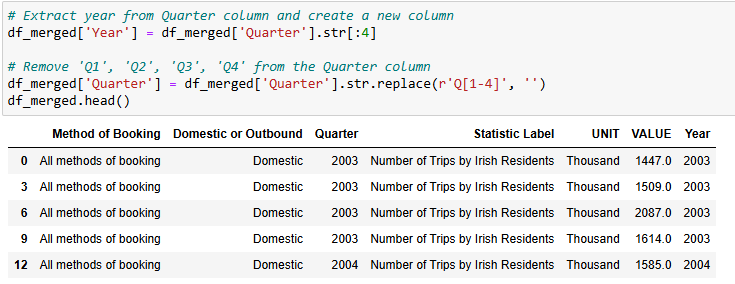 # Extract year from Quarter column and create a new column
df_merged['Year'] = df_merged['Quarter'].str[:4]
# Remove 'Q1', 'Q2', 'Q3', 'Q4' from the Quarter column
df_merged['Quarter'] = df_merged['Quarter'].str.replace(r'Q[1-4]', '')
df_merged.head()
Method of Booking Domestic or Outbound Quarter Statistic Label UNIT VALUE Year
0 All methods of booking Domestic 2003 Number of Trips by Irish Residents Thousand 1447.0 2003
3 All methods of booking Domestic 2003 Number of Trips by Irish Residents Thousand 1509.0 2003
6 All methods of booking Domestic 2003 Number of Trips by Irish Residents Thousand 2087.0 2003
9 All methods of booking Domestic 2003 Number of Trips by Irish Residents Thousand 1614.0 2003
12 All methods of booking Domestic 2004 Number of Trips by Irish Residents Thousand 1585.0 2004